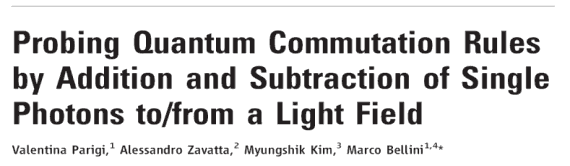 Probing Quantum Commutation Rules
by Addition and Subtraction of Single
Photons to/from a Light Field
Valentina Parigi,¹ Alessandro Zavatta,² Myungshik Kim,³ Marco Bellini¹,⁴*